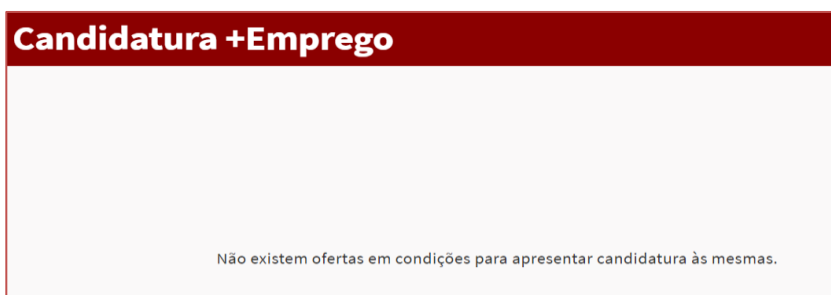 Candidatura +Emprego
Não existem ofertas em condições para apresentar candidatura às mesmas.